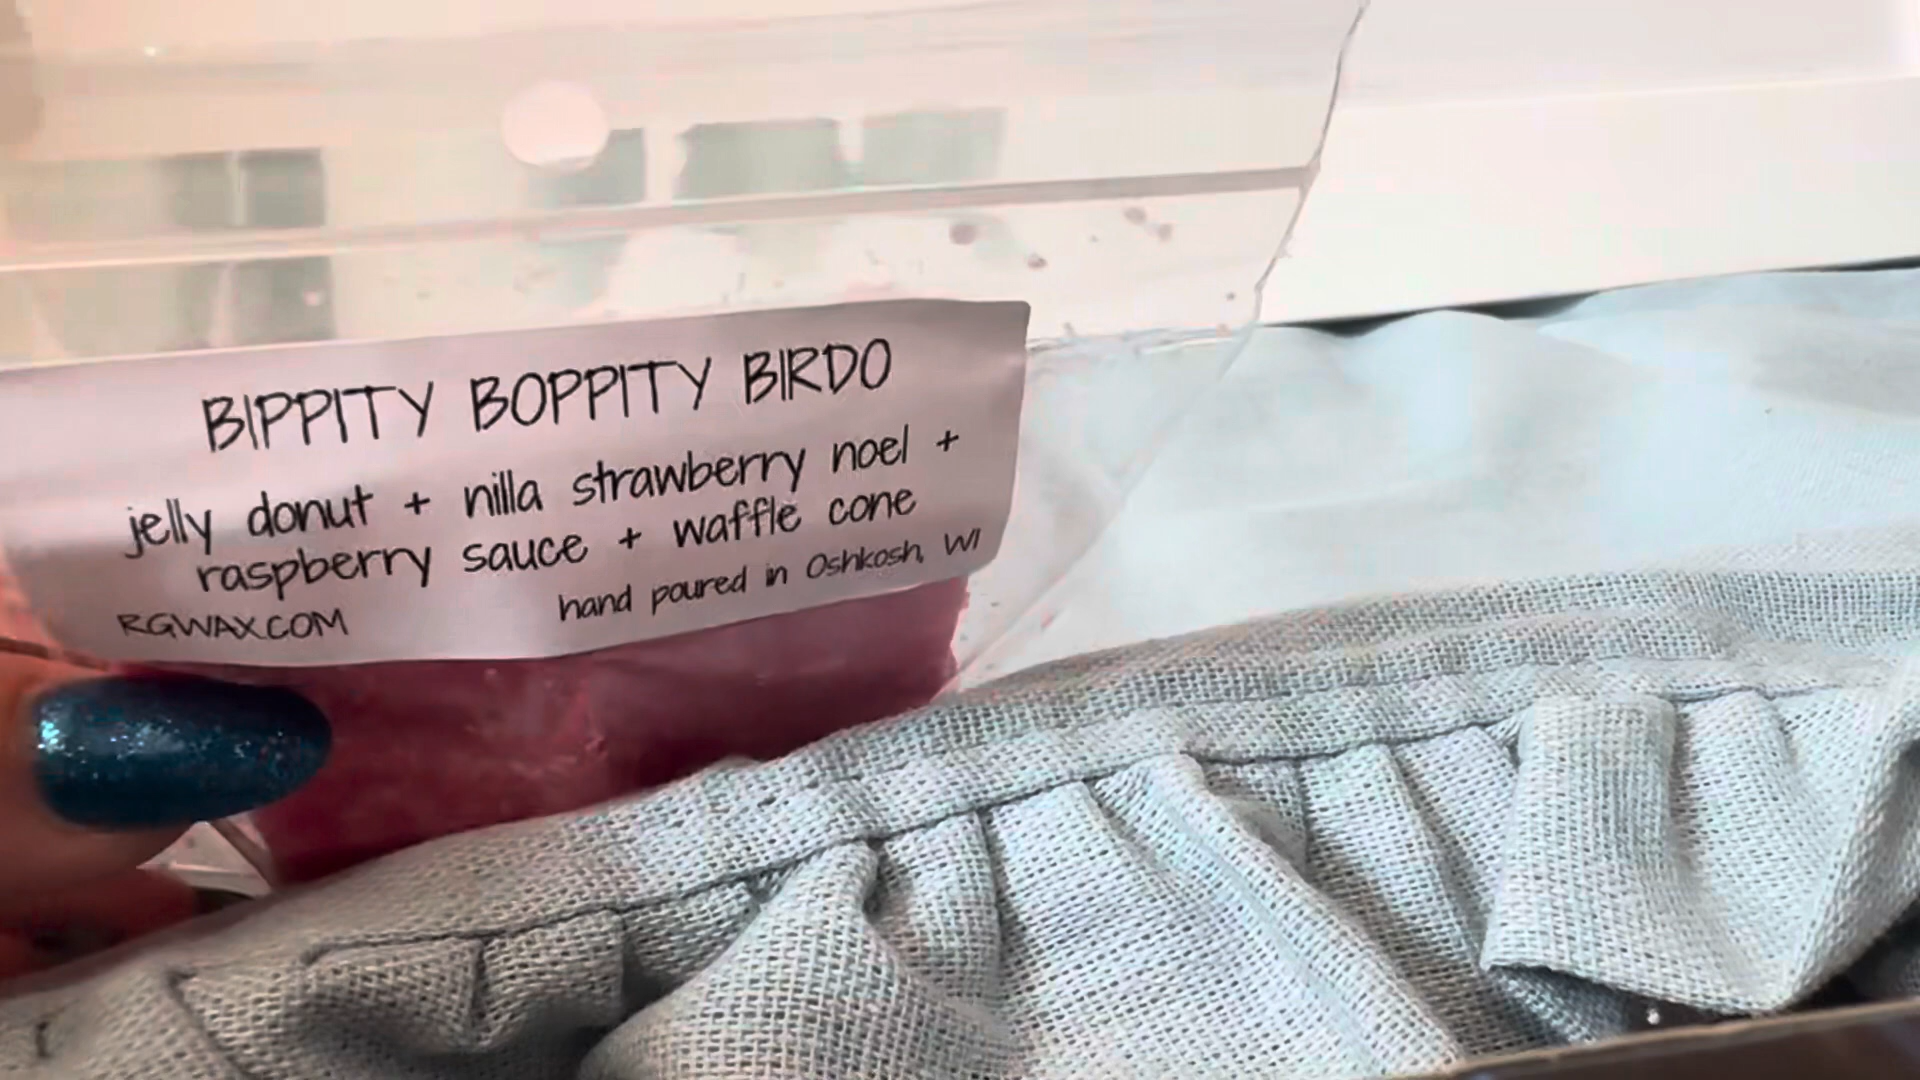 BIPPITY BOPPITY BIRDO
jelly donut + nilla strawberry noel +
raspberry sauce + waffle cone
hand poured in Oshkosh, WI
RGWAX.COM